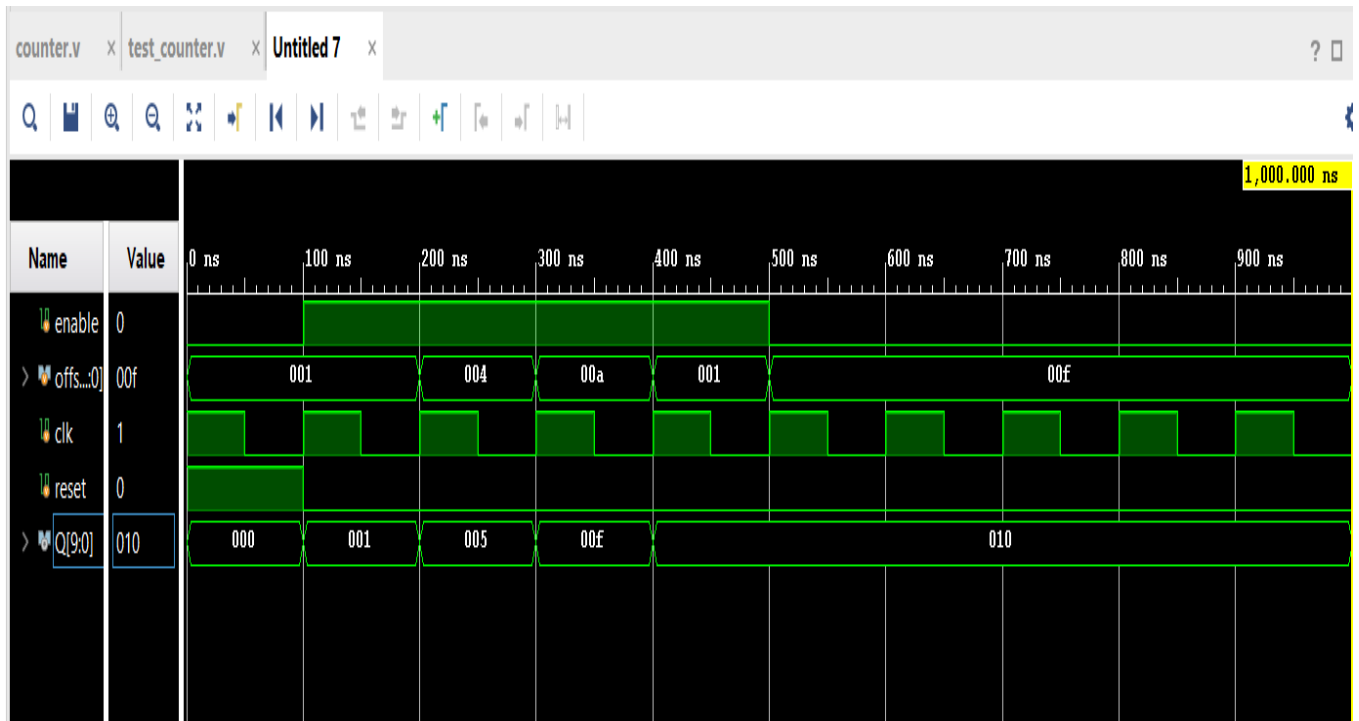 counter.v × test_counter.v × Untitled 7 × ?
1,000.000 ns
Name Value 0 ns 100 ns 200 ns 300 ns 400 ns 500 ns 600 ns 700 ns 800 ns 900 ns
enable 0
> offs...:0] 00f 001 004 00a 001 00f
clk 1
reset 0
> Q[9:0] 010 000 001 005 00f 010